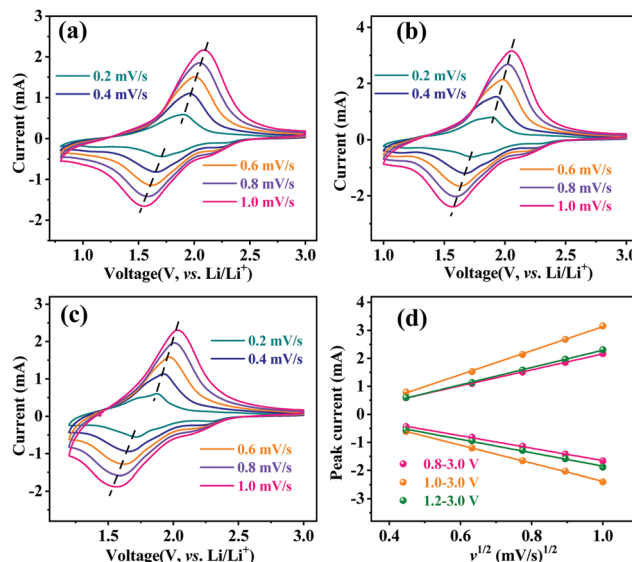 (a)
0.2 mV/s
0.4 mV/s
0.6 mV/s
0.8 mV/s
1.0 mV/s
Current (mA)
3
2
1
0
-1
-2
1.0 1.5 2.0 2.5 3.0
Voltage(V, vs. Li/Li⁺)
(b)
0.2 mV/s
0.4 mV/s
0.6 mV/s
0.8 mV/s
1.0 mV/s
Current (mA)
4
2
0
-2
-4
1.0 1.5 2.0 2.5 3.0
Voltage(V, vs. Li/Li⁺)
(c)
0.2 mV/s
0.4 mV/s
0.6 mV/s
0.8 mV/s
1.0 mV/s
Current (mA)
3
2
1
0
-1
-2
1.5 2.0 2.5 3.0
Voltage(V, vs. Li/Li⁺)
(d)
0.8-3.0 V
1.0-3.0 V
1.2-3.0 V
Peak current (mA)
4
3
2
1
0
-1
-2
-3
0.4 0.6 0.8 1.0
v¹/² (mV/s)¹/²